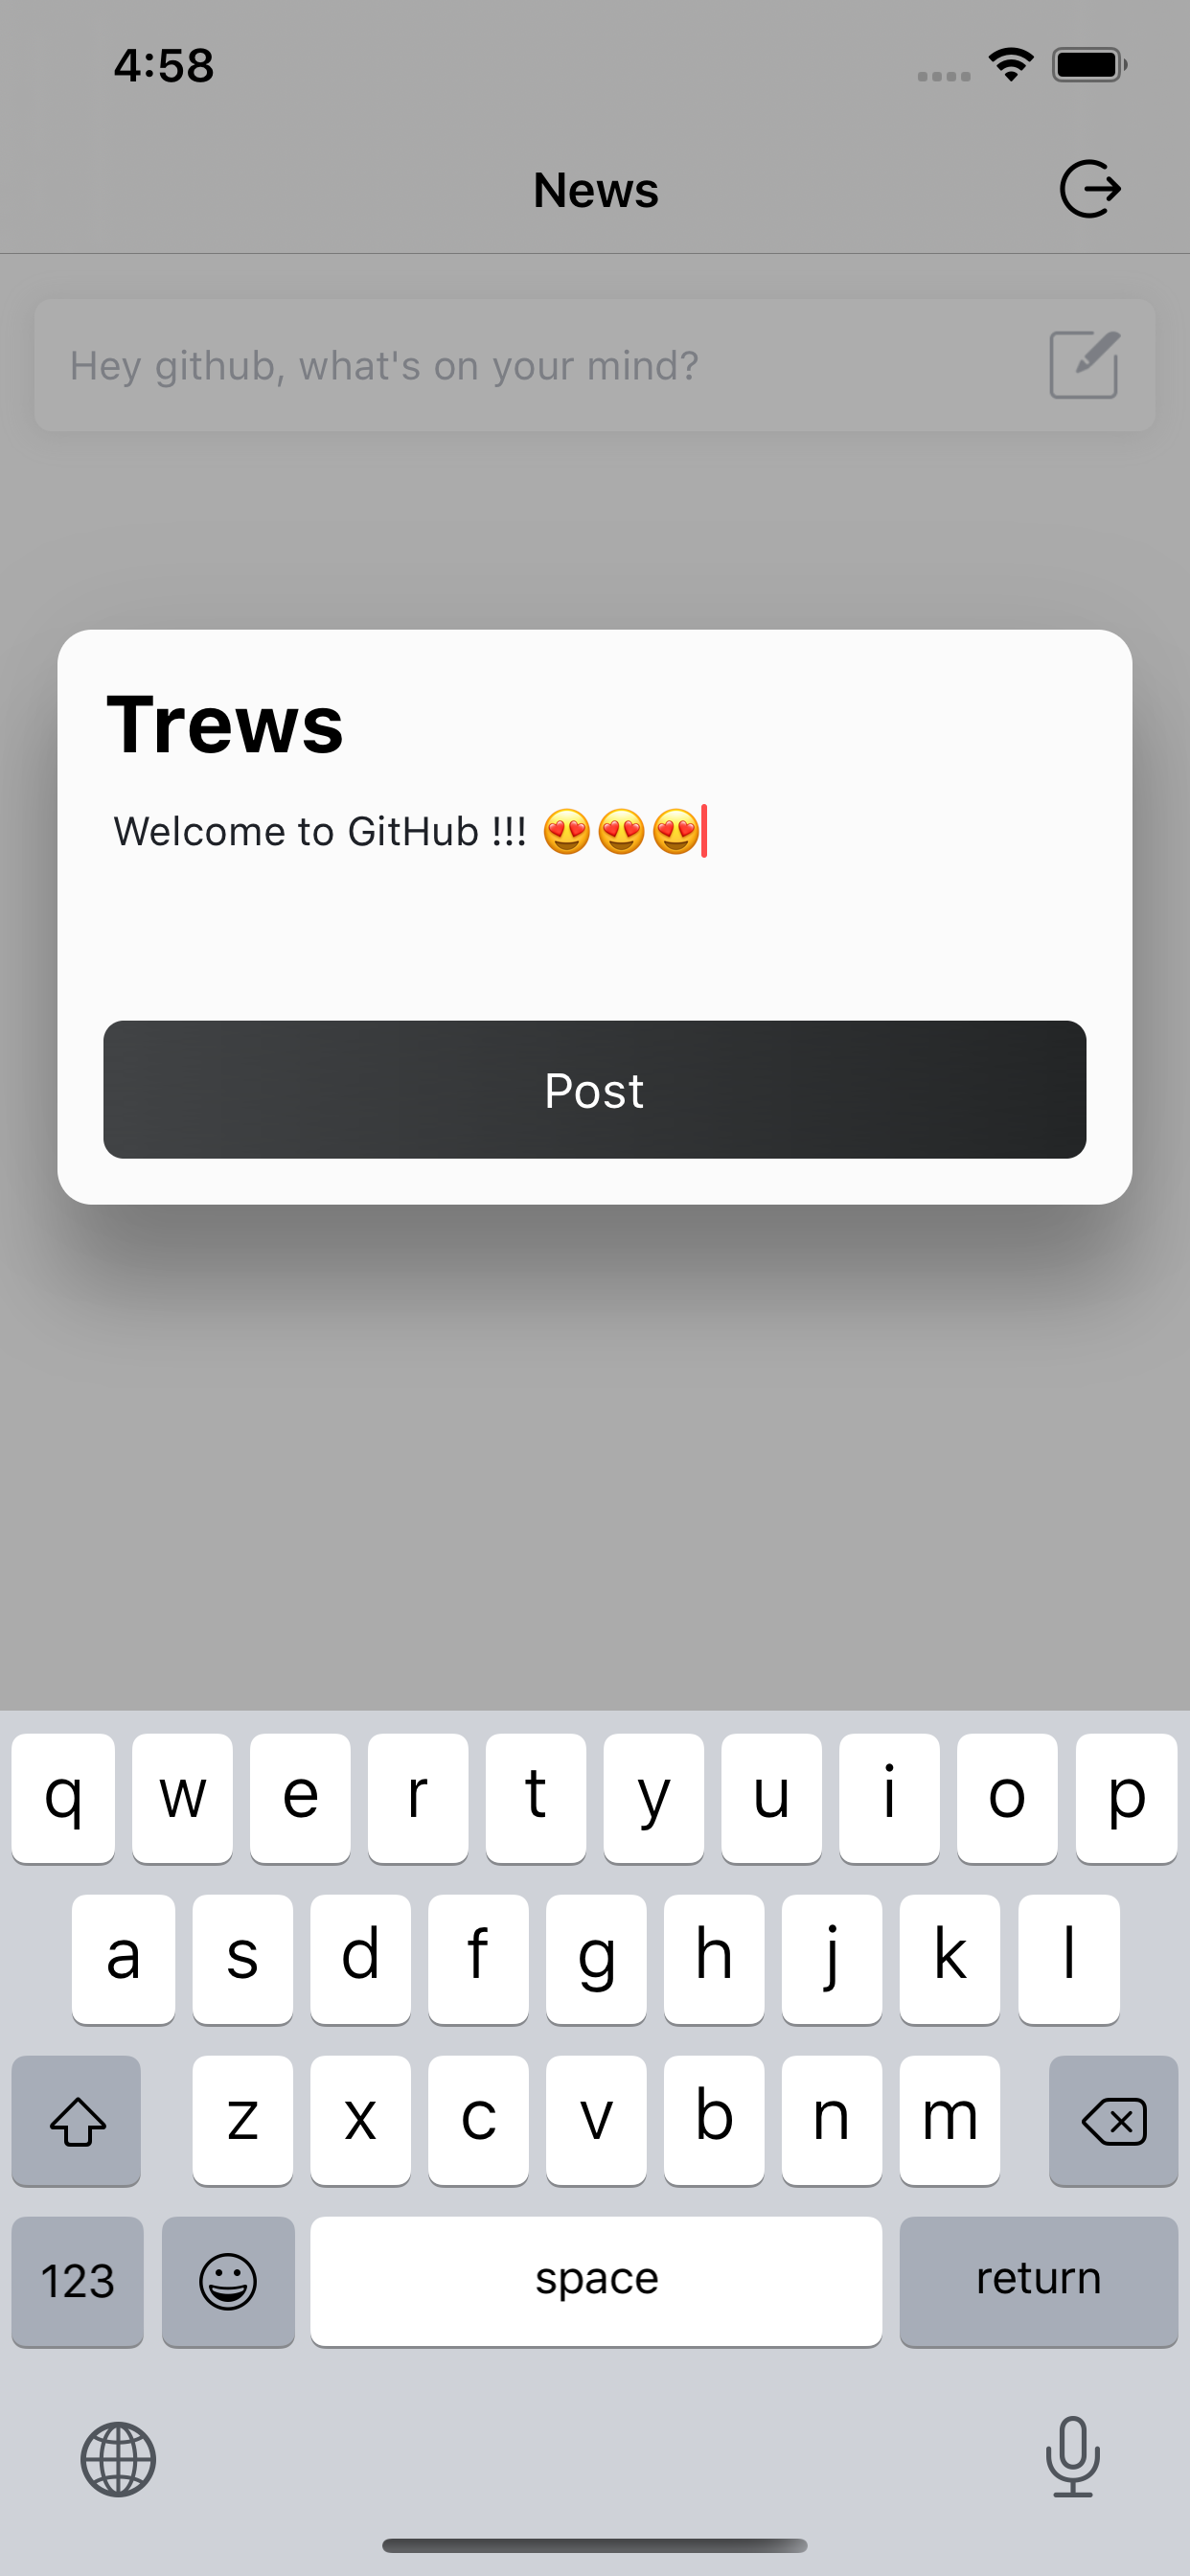 4:58
News
Hey github, what's on your mind?
Trews
Welcome to GitHub !!! 😍😍😍
Post
q w e r t y u i o p
a s d f g h j k l
z x c v b n m
123 space return